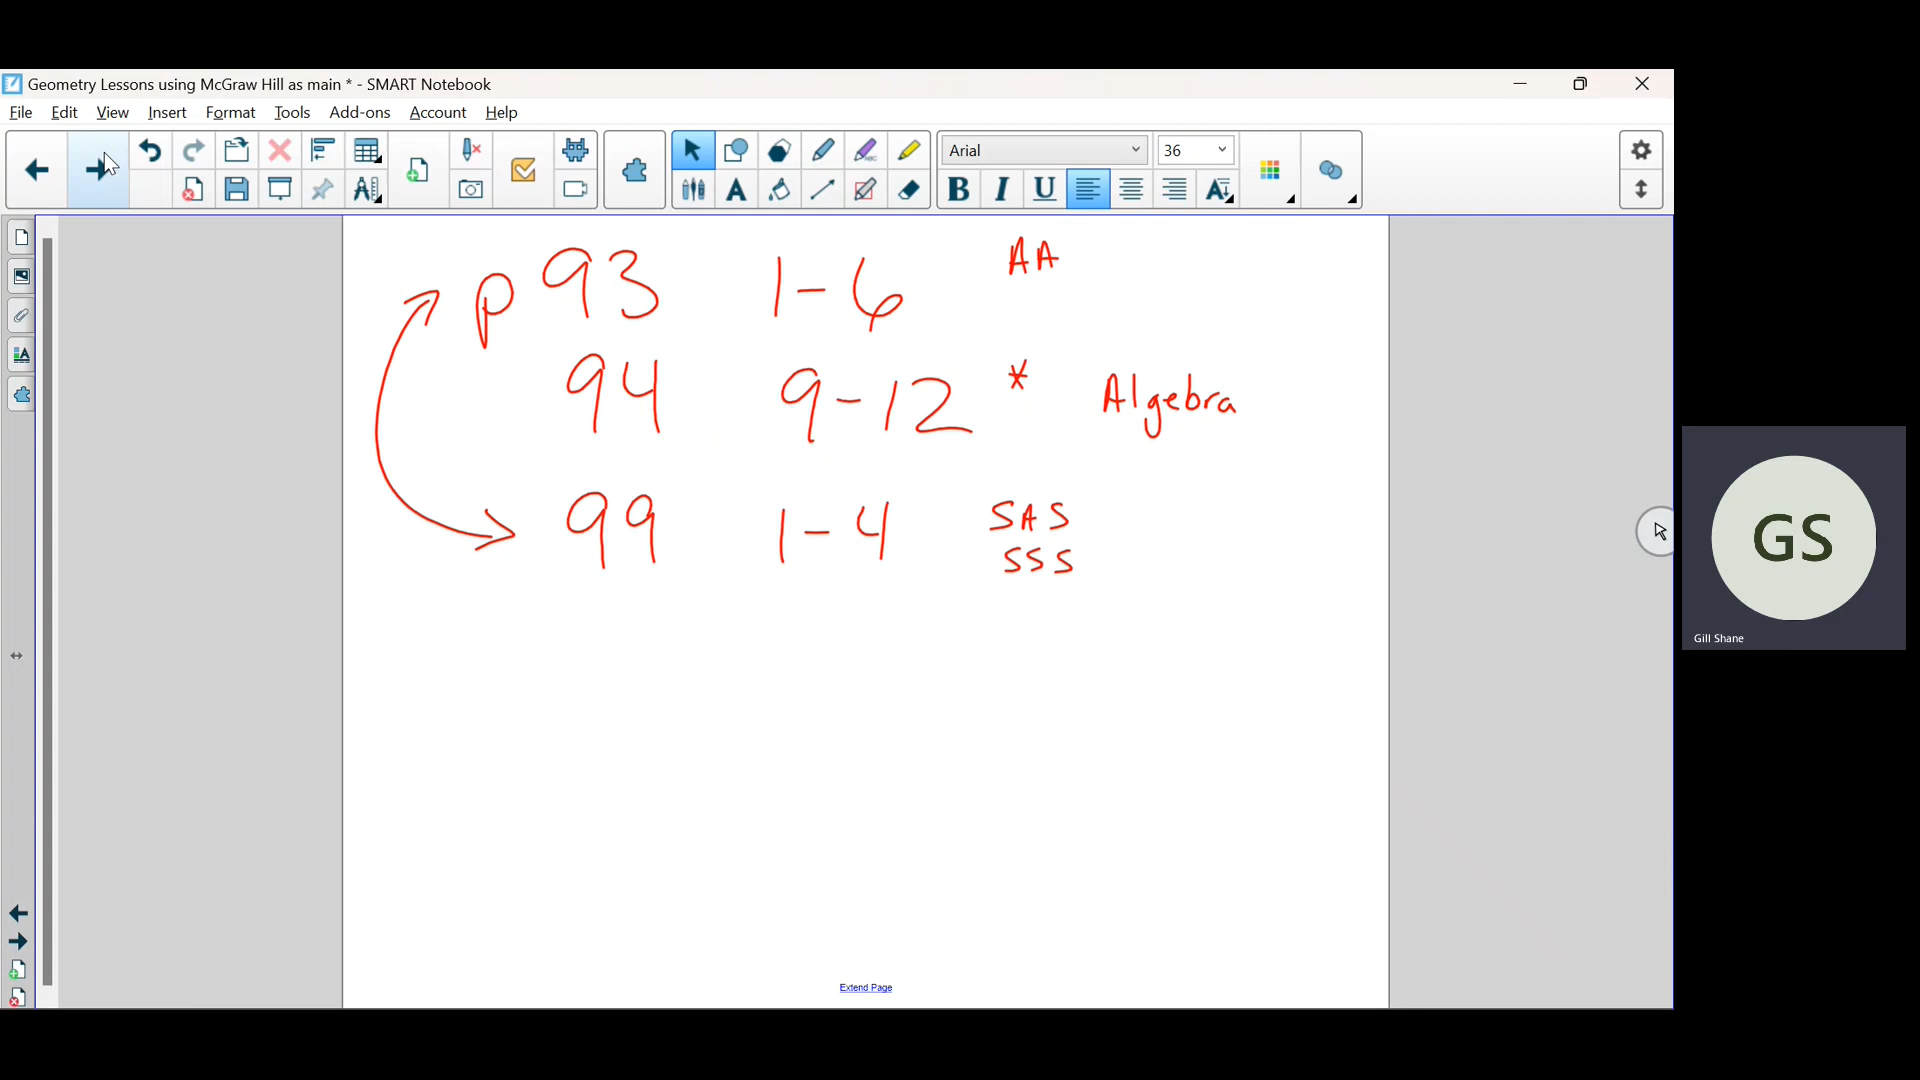 Geometry Lessons using McGraw Hill as main * - SMART Notebook
File Edit View Insert Format Tools Add-ons Account Help
Arial 36
B I U A
p 93 1-6 AA
94 9-12 * Algebra
99 1-4 SAS
SSS
Extend Page
GS
Gill Shane